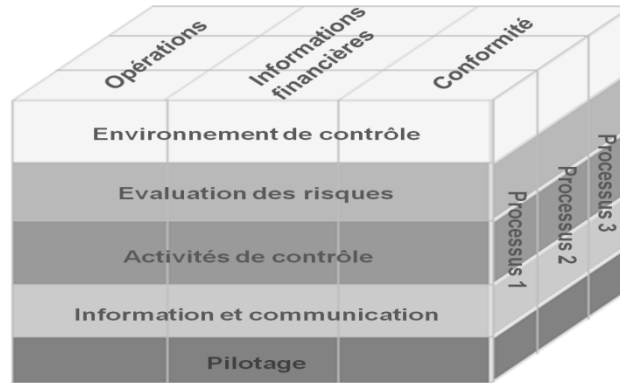 Opérations
Informations
financières
Conformité
Environnement de contrôle
Evaluation des risques
Activités de contrôle
Information et communication
Pilotage
Processus 1
Processus 2
Processus 3